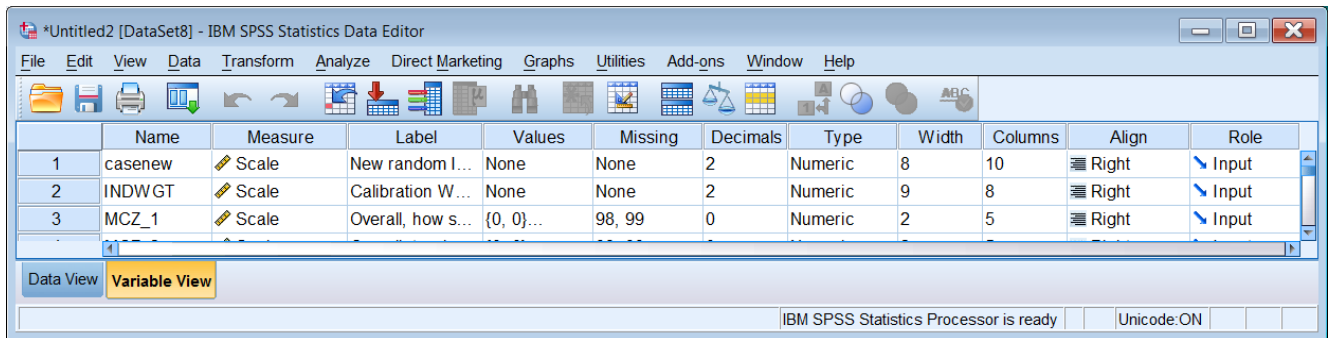 *Untitled2 [DataSet8] - IBM SPSS Statistics Data Editor
File Edit View Data Transform Analyze Direct Marketing Graphs Utilities Add-ons Window Help
Name Measure Label Values Missing Decimals Type Width Columns Align Role
1 casenew Scale New random I... None None 2 Numeric 8 10 Right Input
2 INDWGT Scale Calibration W... None None 2 Numeric 9 8 Right Input
3 MCZ_1 Scale Overall, how s... {0, 0}... 98, 99 0 Numeric 2 5 Right Input
Data View Variable View
IBM SPSS Statistics Processor is ready Unicode:ON